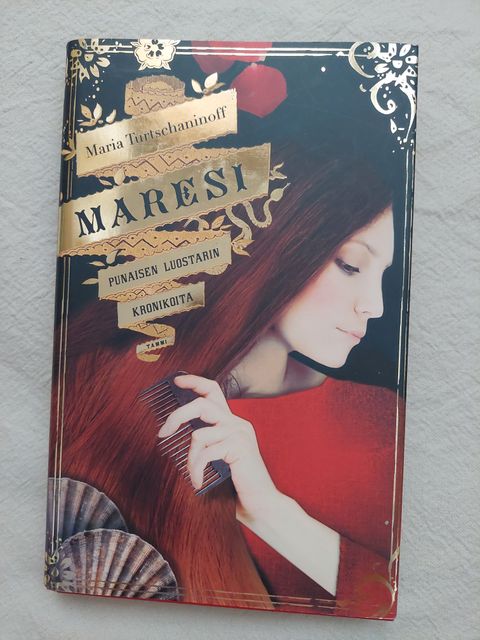 Maria Turtschaninoff
MARESI
PUNAISEN LUOSTARIN
KRONIKOITA
TAMMI